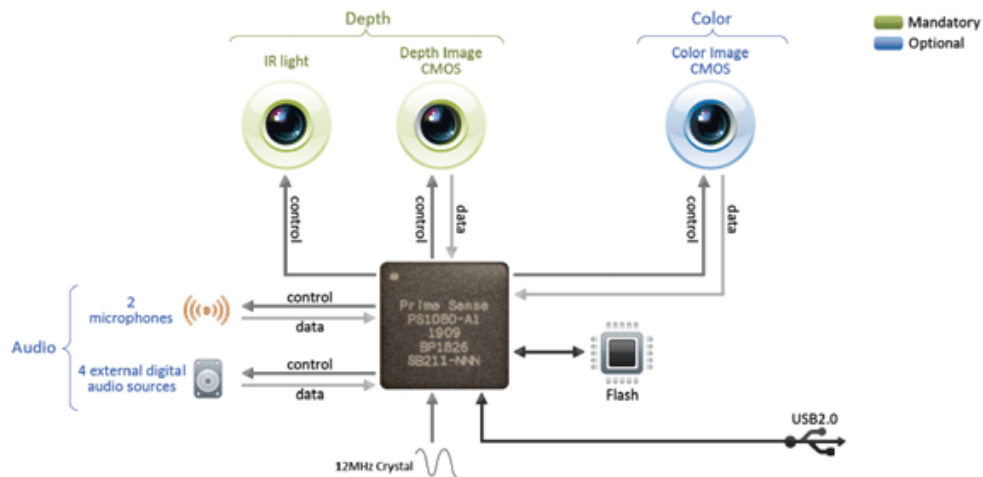 Depth
Color
Mandatory
Optional
IR light
Depth Image
CMOS
Color Image
CMOS
control
control
data
control
data
Prime Sense
PS1080-A1
1909
BP1826
SB211-NNN
Audio
2
microphones
control
data
4 external digital
audio sources
control
data
Flash
USB2.0
12MHz Crystal